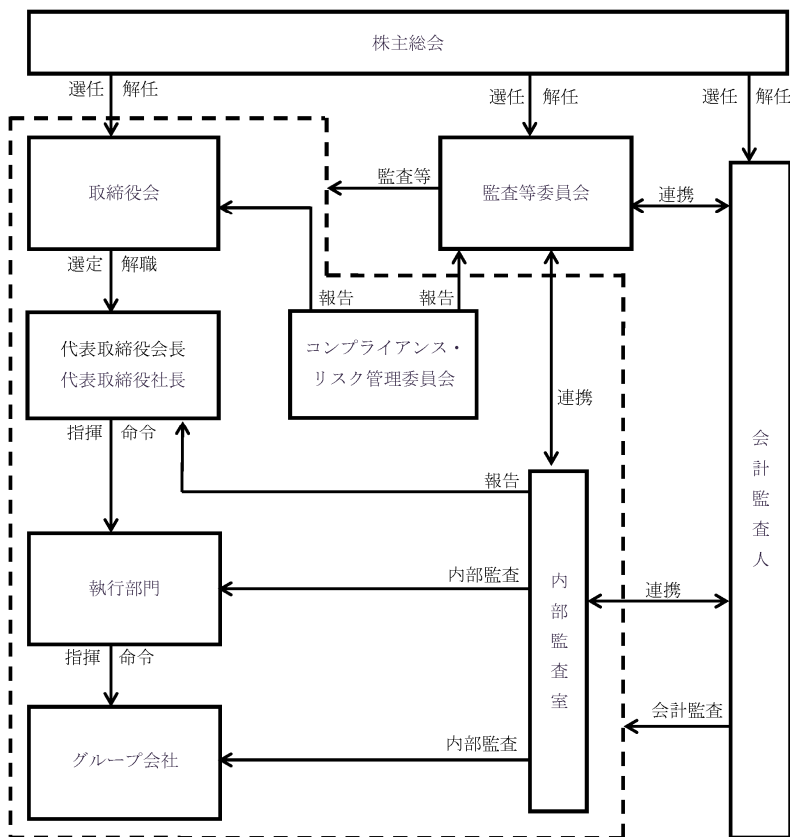 株主総会
選任 解任
選任 解任
選任 解任
取締役会
監査等
監査等委員会
連携
選定 解職
報告
報告
代表取締役会長
代表取締役社長
コンプライアンス・
リスク管理委員会
連携
指揮 命令
報告
会計監査人
執行部門
内部監査
内部監査室
連携
指揮 命令
会計監査
グループ会社
内部監査